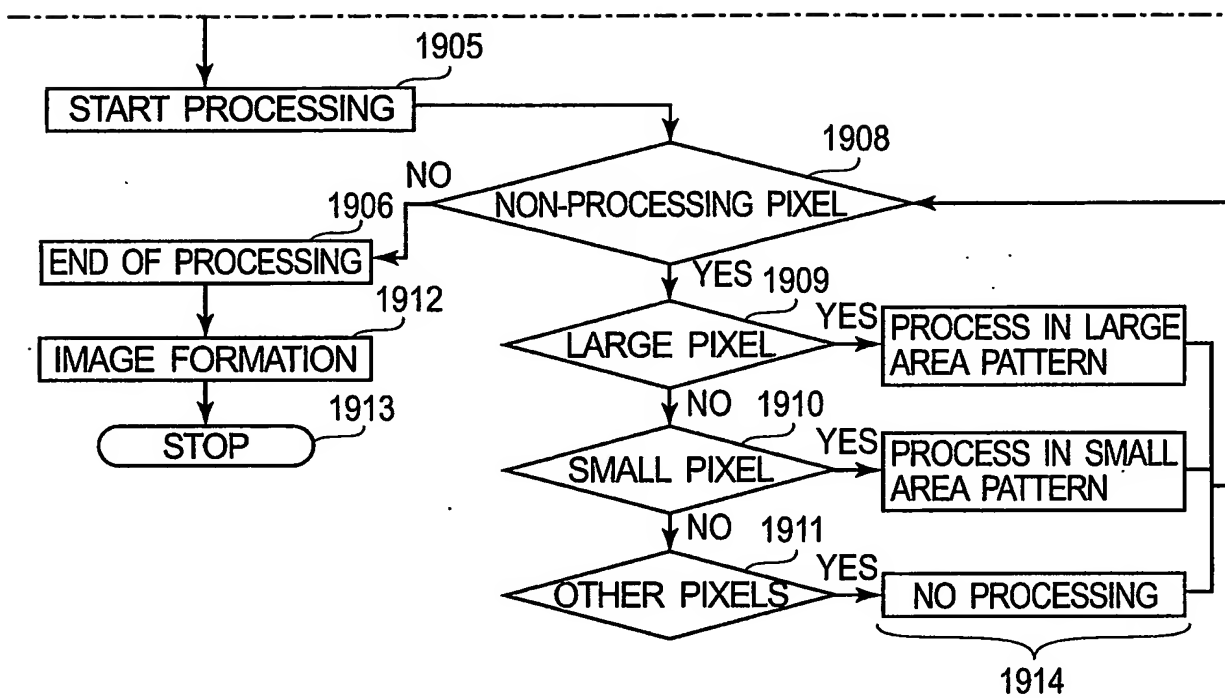 1905
START PROCESSING
1908
NO
NON-PROCESSING PIXEL
1906
END OF PROCESSING
YES
1909
1912
LARGE PIXEL
YES
PROCESS IN LARGE
AREA PATTERN
IMAGE FORMATION
NO
1910
1913
STOP
SMALL PIXEL
YES
PROCESS IN SMALL
AREA PATTERN
NO
1911
OTHER PIXELS
YES
NO PROCESSING
1914